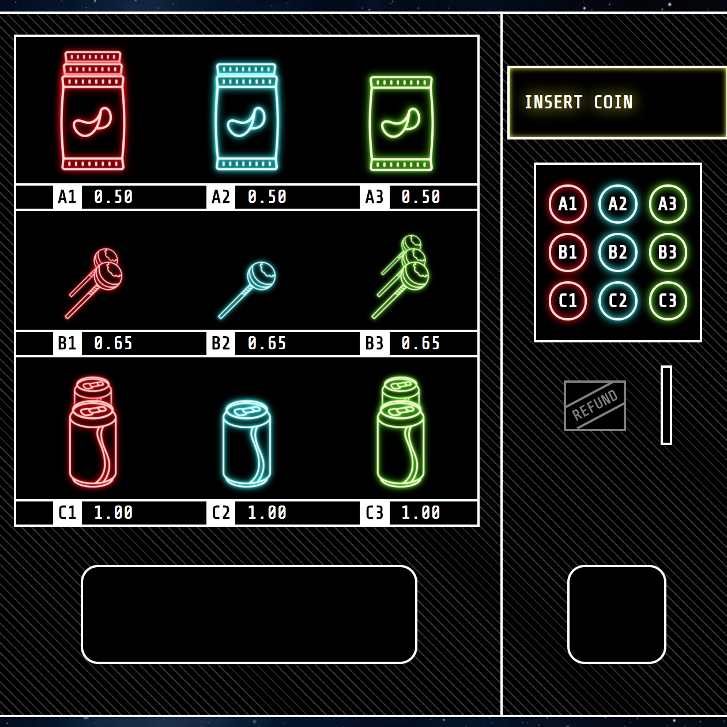 INSERT COIN
A1 0.50 A2 0.50 A3 0.50
A1 A2 A3
B1 B2 B3
C1 C2 C3
B1 0.65 B2 0.65 B3 0.65
REFUND
C1 1.00 C2 1.00 C3 1.00